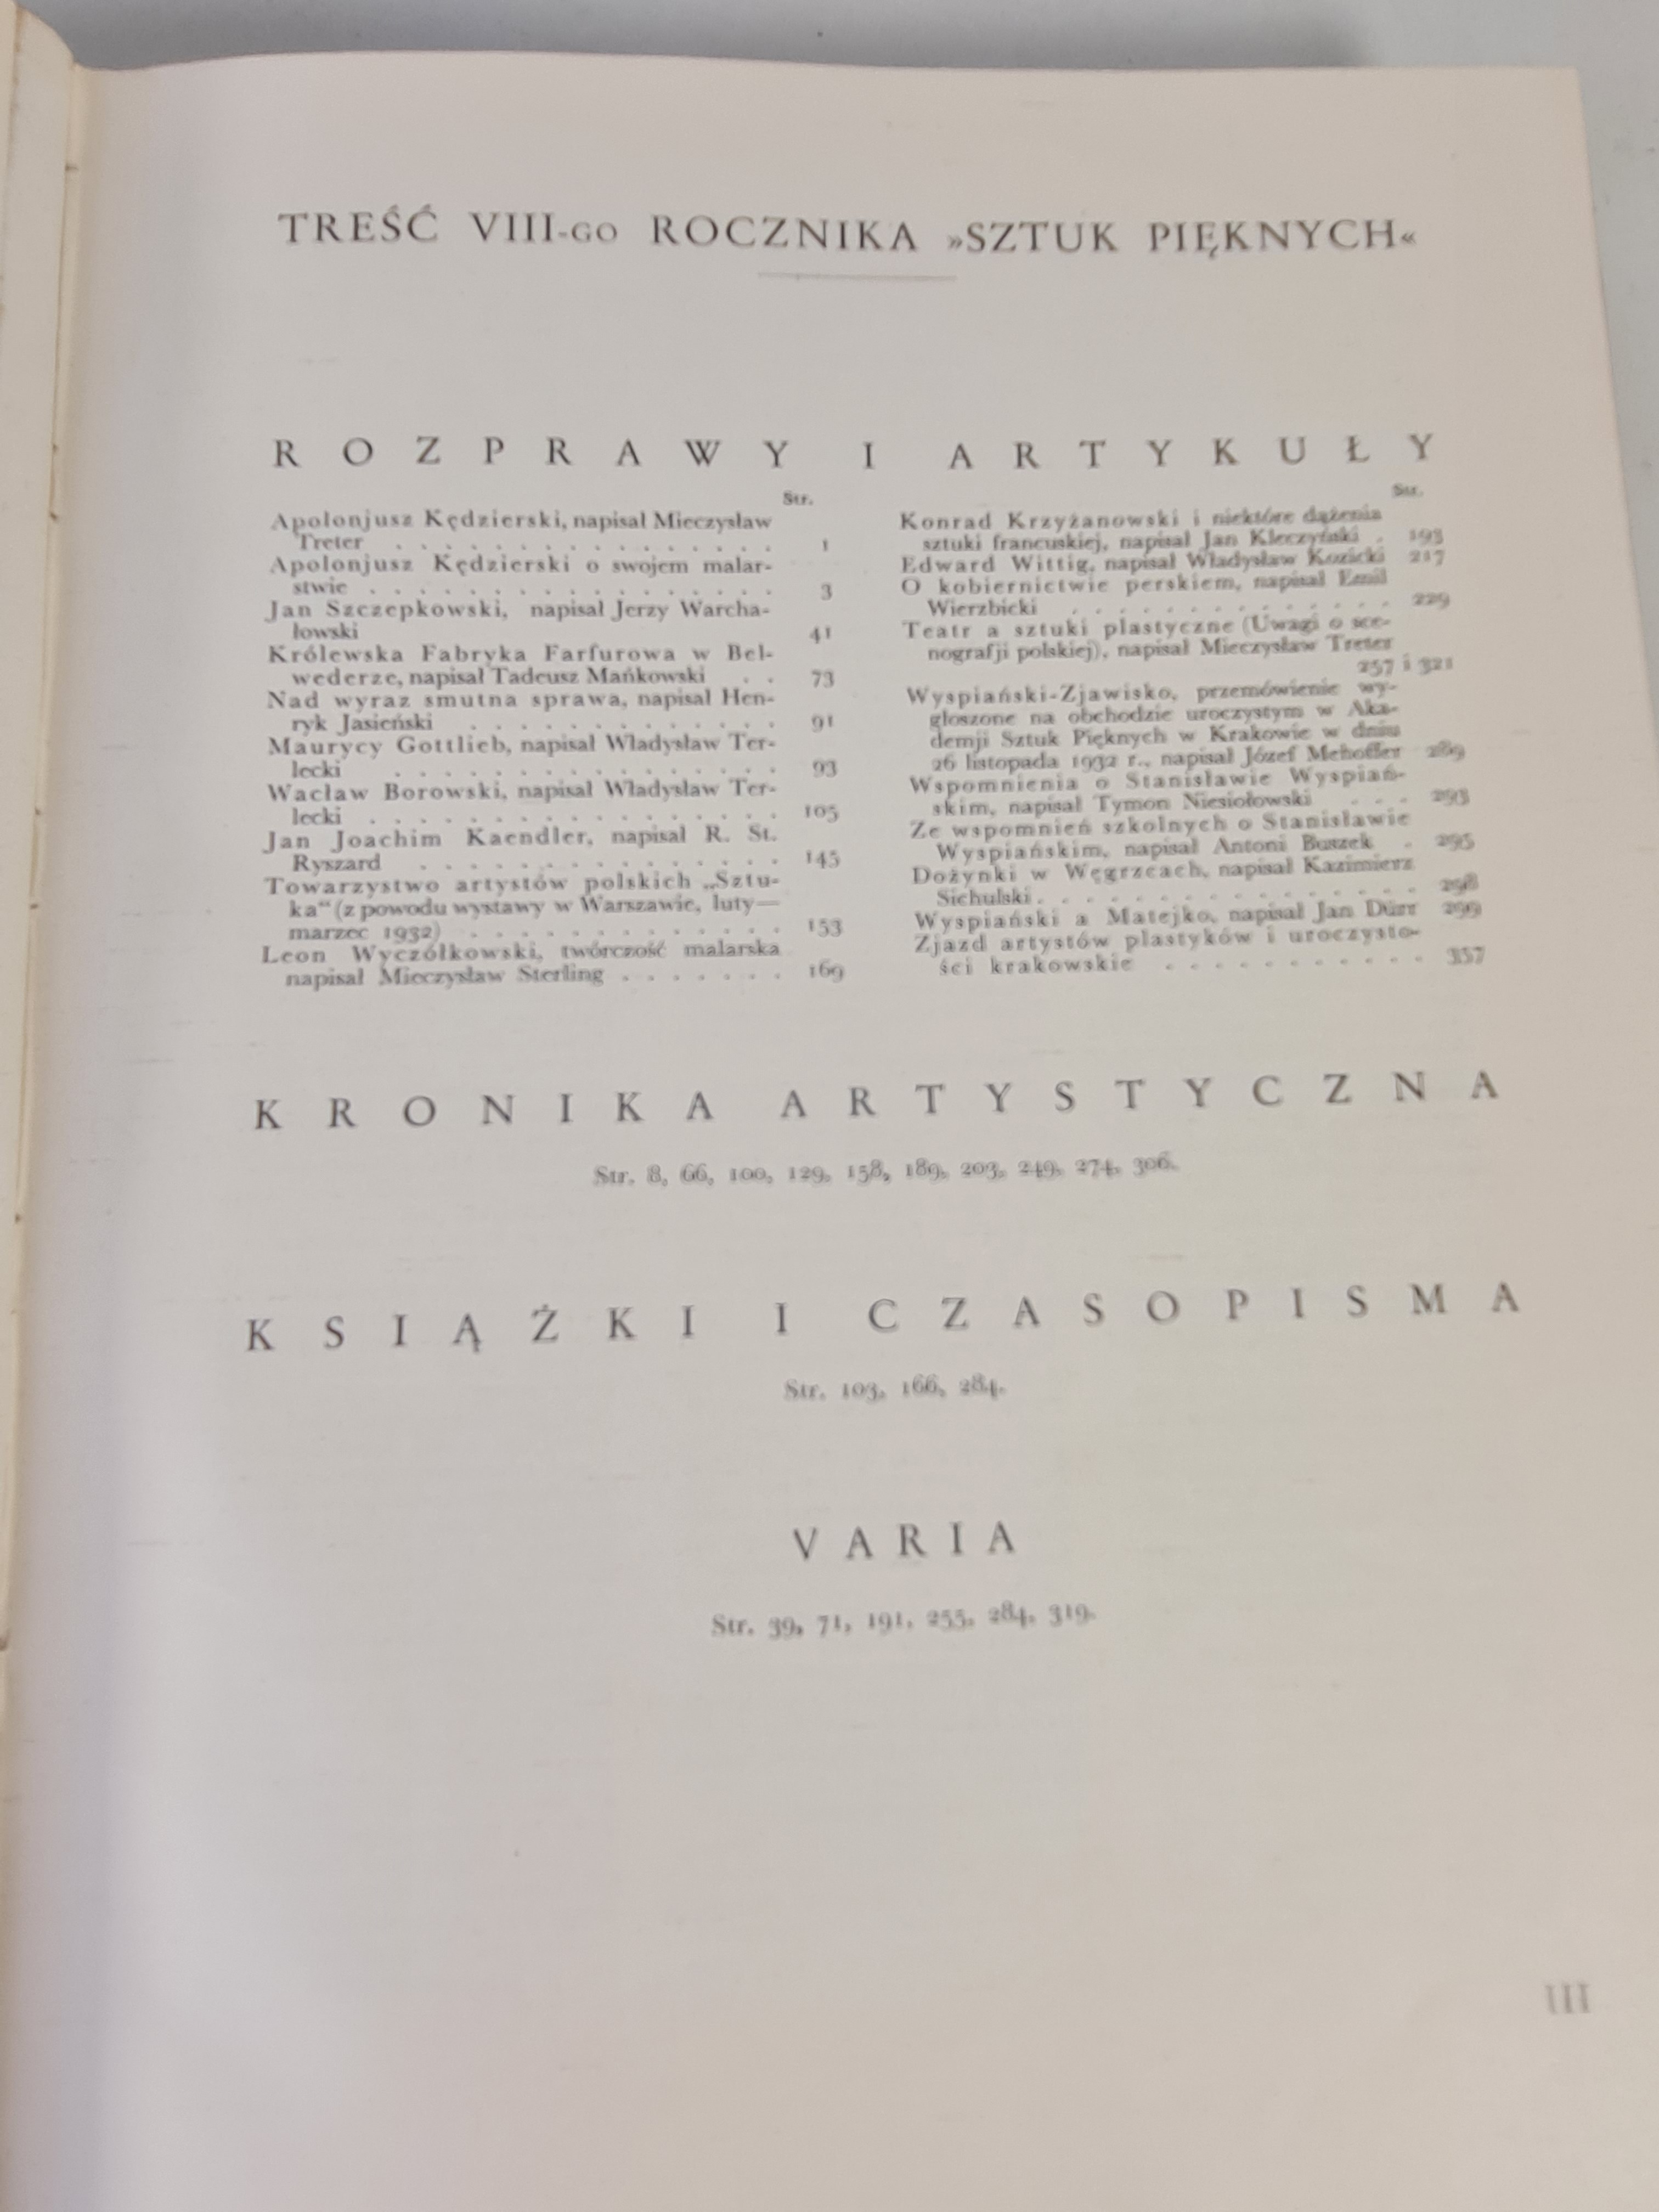 TREŚĆ VIII-GO ROCZNIKA »SZTUK PIĘKNYCH«
ROZPRAWY I ARTYKUŁY
Str.
Apolonjusz Kędzierski, napisał Mieczysław
Treter . . . . . . . . . . . . . . . . 1
Apolonjusz Kędzierski o swojem malar-
stwie . . . . . . . . . . . . . . . . . 3
Jan Szczepkowski, napisał Jerzy Warcha-
łowski 41
Królewska Fabryka Farfurowa w Bel-
wederze, napisał Tadeusz Mańkowski . . 73
Nad wyraz smutna sprawa, napisał Hen-
ryk Jasieński . . . . . . . . . . . . . 91
Maurycy Gottlieb, napisał Władysław Ter-
lecki . . . . . . . . . . . . . . . . 93
Wacław Borowski, napisał Władysław Ter-
lecki . . . . . . . . . . . . . . . . . 105
Jan Joachim Kaendler, napisał R. St.
Ryszard . . . . . . . . . . . . . . . 145
Towarzystwo artystów polskich „Sztu-
ka“ (z powodu wystawy w Warszawie, luty—
marzec 1932) . . . . . . . . . . . . . 153
Leon Wyczółkowski, twórczość malarska
napisał Mieczysław Sterling . . . . . . . 169
Str.
Konrad Krzyżanowski i niektóre dążenia
sztuki francuskiej, napisał Jan Kleczyński . 193
Edward Wittig, napisał Władysław Kozicki 217
O kobiernictwie perskiem, napisał Emil
Wierzbicki . . . . . . . . . . . . . 229
Teatr a sztuki plastyczne (Uwagi o sce-
nografji polskiej), napisał Mieczysław Treter
257 i 321
Wyspiański-Zjawisko, przemówienie wy-
głoszone na obchodzie uroczystym w Aka-
demji Sztuk Pięknych w Krakowie w dniu
26 listopada 1932 r., napisał Józef Mehoffer 289
Wspomnienia o Stanisławie Wyspiań-
skim, napisał Tymon Niesiołowski . . . 293
Ze wspomnień szkolnych o Stanisławie
Wyspiańskim, napisał Antoni Buszek . 295
Dożynki w Węgrzcach, napisał Kazimierz
Sichulski . . . . . . . . . . . . . . . 298
Wyspiański a Matejko, napisał Jan Dürr 299
Zjazd artystów plastyków i uroczysto-
ści krakowskie . . . . . . . . . . . 357
KRONIKA ARTYSTYCZNA
Str. 8, 66, 100, 129, 158, 189, 203, 249, 274, 306.
KSIĄŻKI I CZASOPISMA
Str. 103, 166, 284.
VARIA
Str. 39, 71, 191, 255, 284, 319.
III